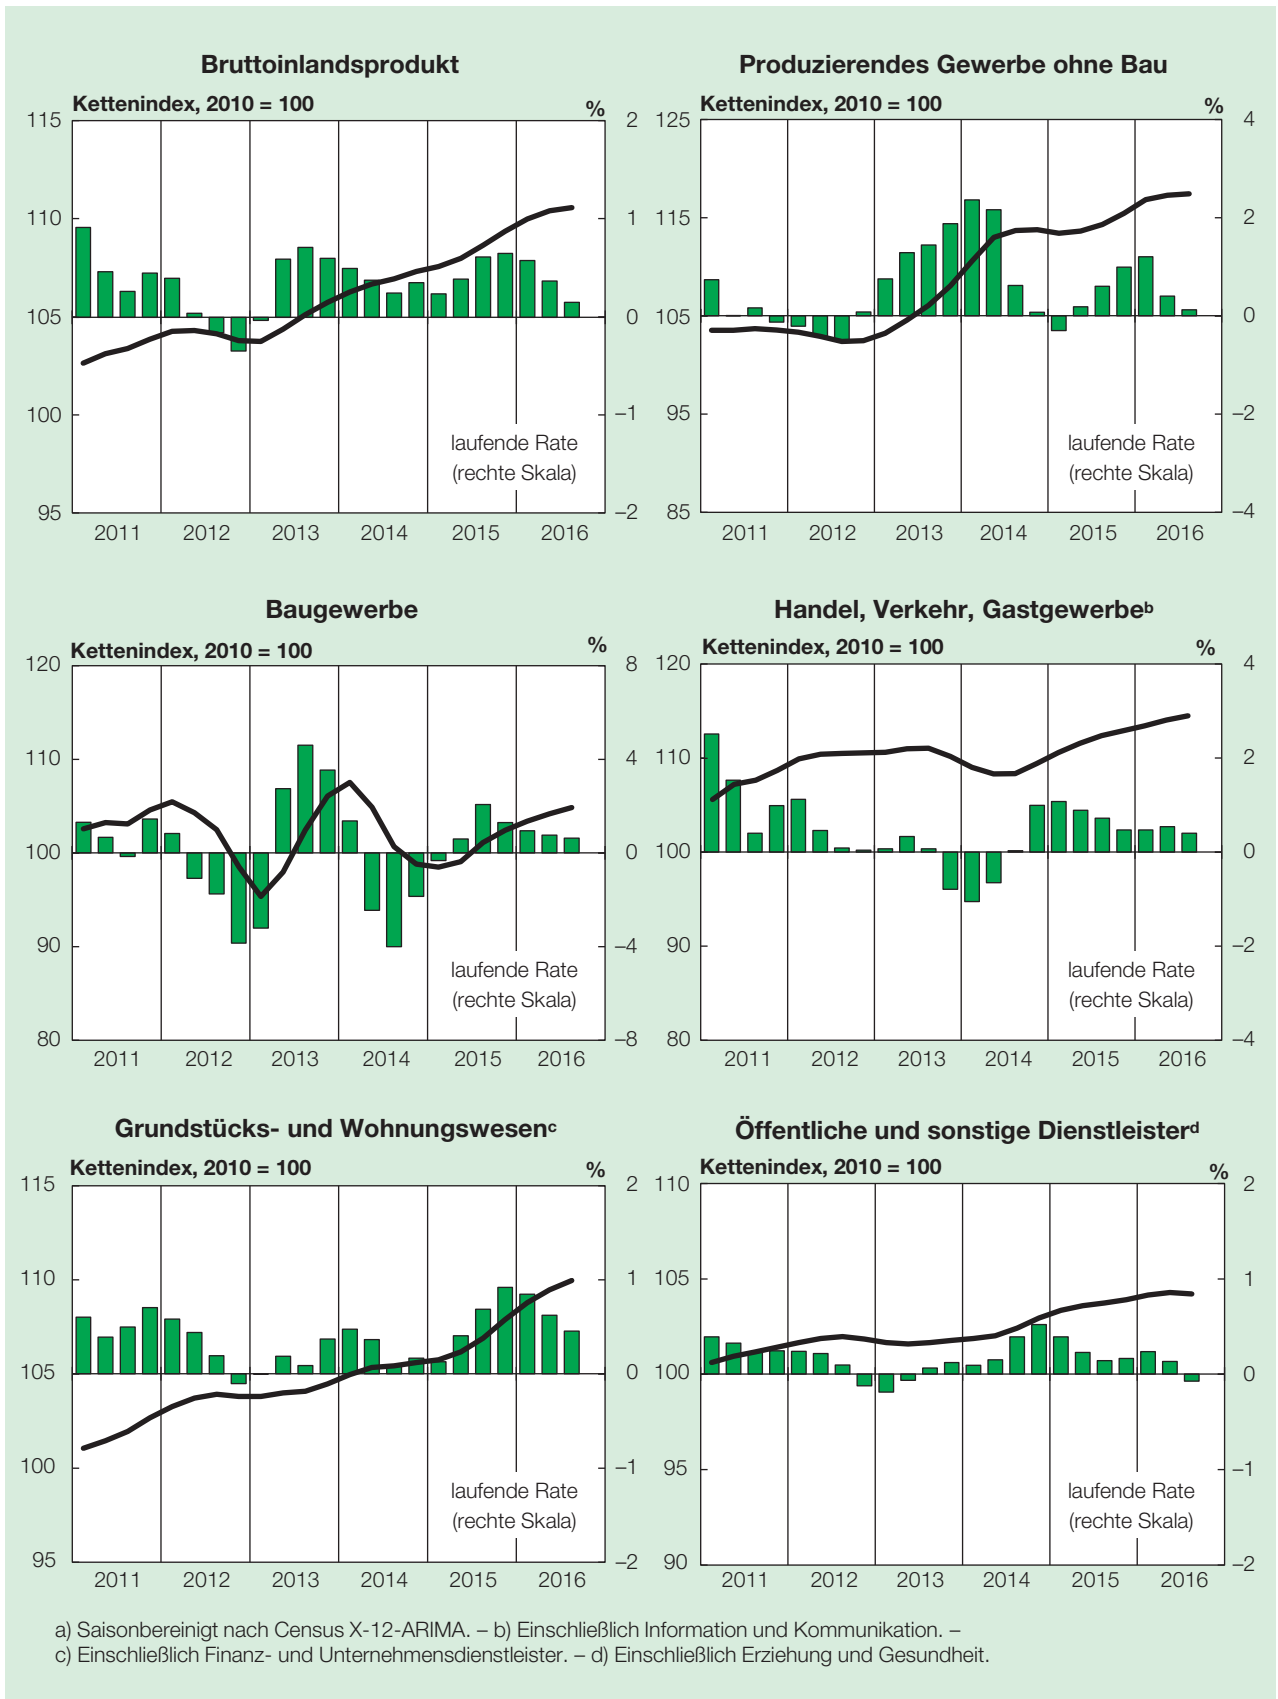 Bruttoinlandsprodukt
Kettenindex, 2010 = 100 %
115 2
110 1
105 0
100 –1
95 –2
laufende Rate
(rechte Skala)
2011 2012 2013 2014 2015 2016
Produzierendes Gewerbe ohne Bau
Kettenindex, 2010 = 100 %
125 4
115 2
105 0
95 –2
85 –4
laufende Rate
(rechte Skala)
2011 2012 2013 2014 2015 2016
Baugewerbe
Kettenindex, 2010 = 100 %
120 8
110 4
100 0
90 –4
80 –8
laufende Rate
(rechte Skala)
2011 2012 2013 2014 2015 2016
Handel, Verkehr, Gastgewerbeᵇ
Kettenindex, 2010 = 100 %
120 4
110 2
100 0
90 –2
80 –4
laufende Rate
(rechte Skala)
2011 2012 2013 2014 2015 2016
Grundstücks- und Wohnungswesenᶜ
Kettenindex, 2010 = 100 %
115 2
110 1
105 0
100 –1
95 –2
laufende Rate
(rechte Skala)
2011 2012 2013 2014 2015 2016
Öffentliche und sonstige Dienstleisterᵈ
Kettenindex, 2010 = 100 %
110 2
105 1
100 0
95 –1
90 –2
laufende Rate
(rechte Skala)
2011 2012 2013 2014 2015 2016
a) Saisonbereinigt nach Census X-12-ARIMA. – b) Einschließlich Information und Kommunikation. –
c) Einschließlich Finanz- und Unternehmensdienstleister. – d) Einschließlich Erziehung und Gesundheit.